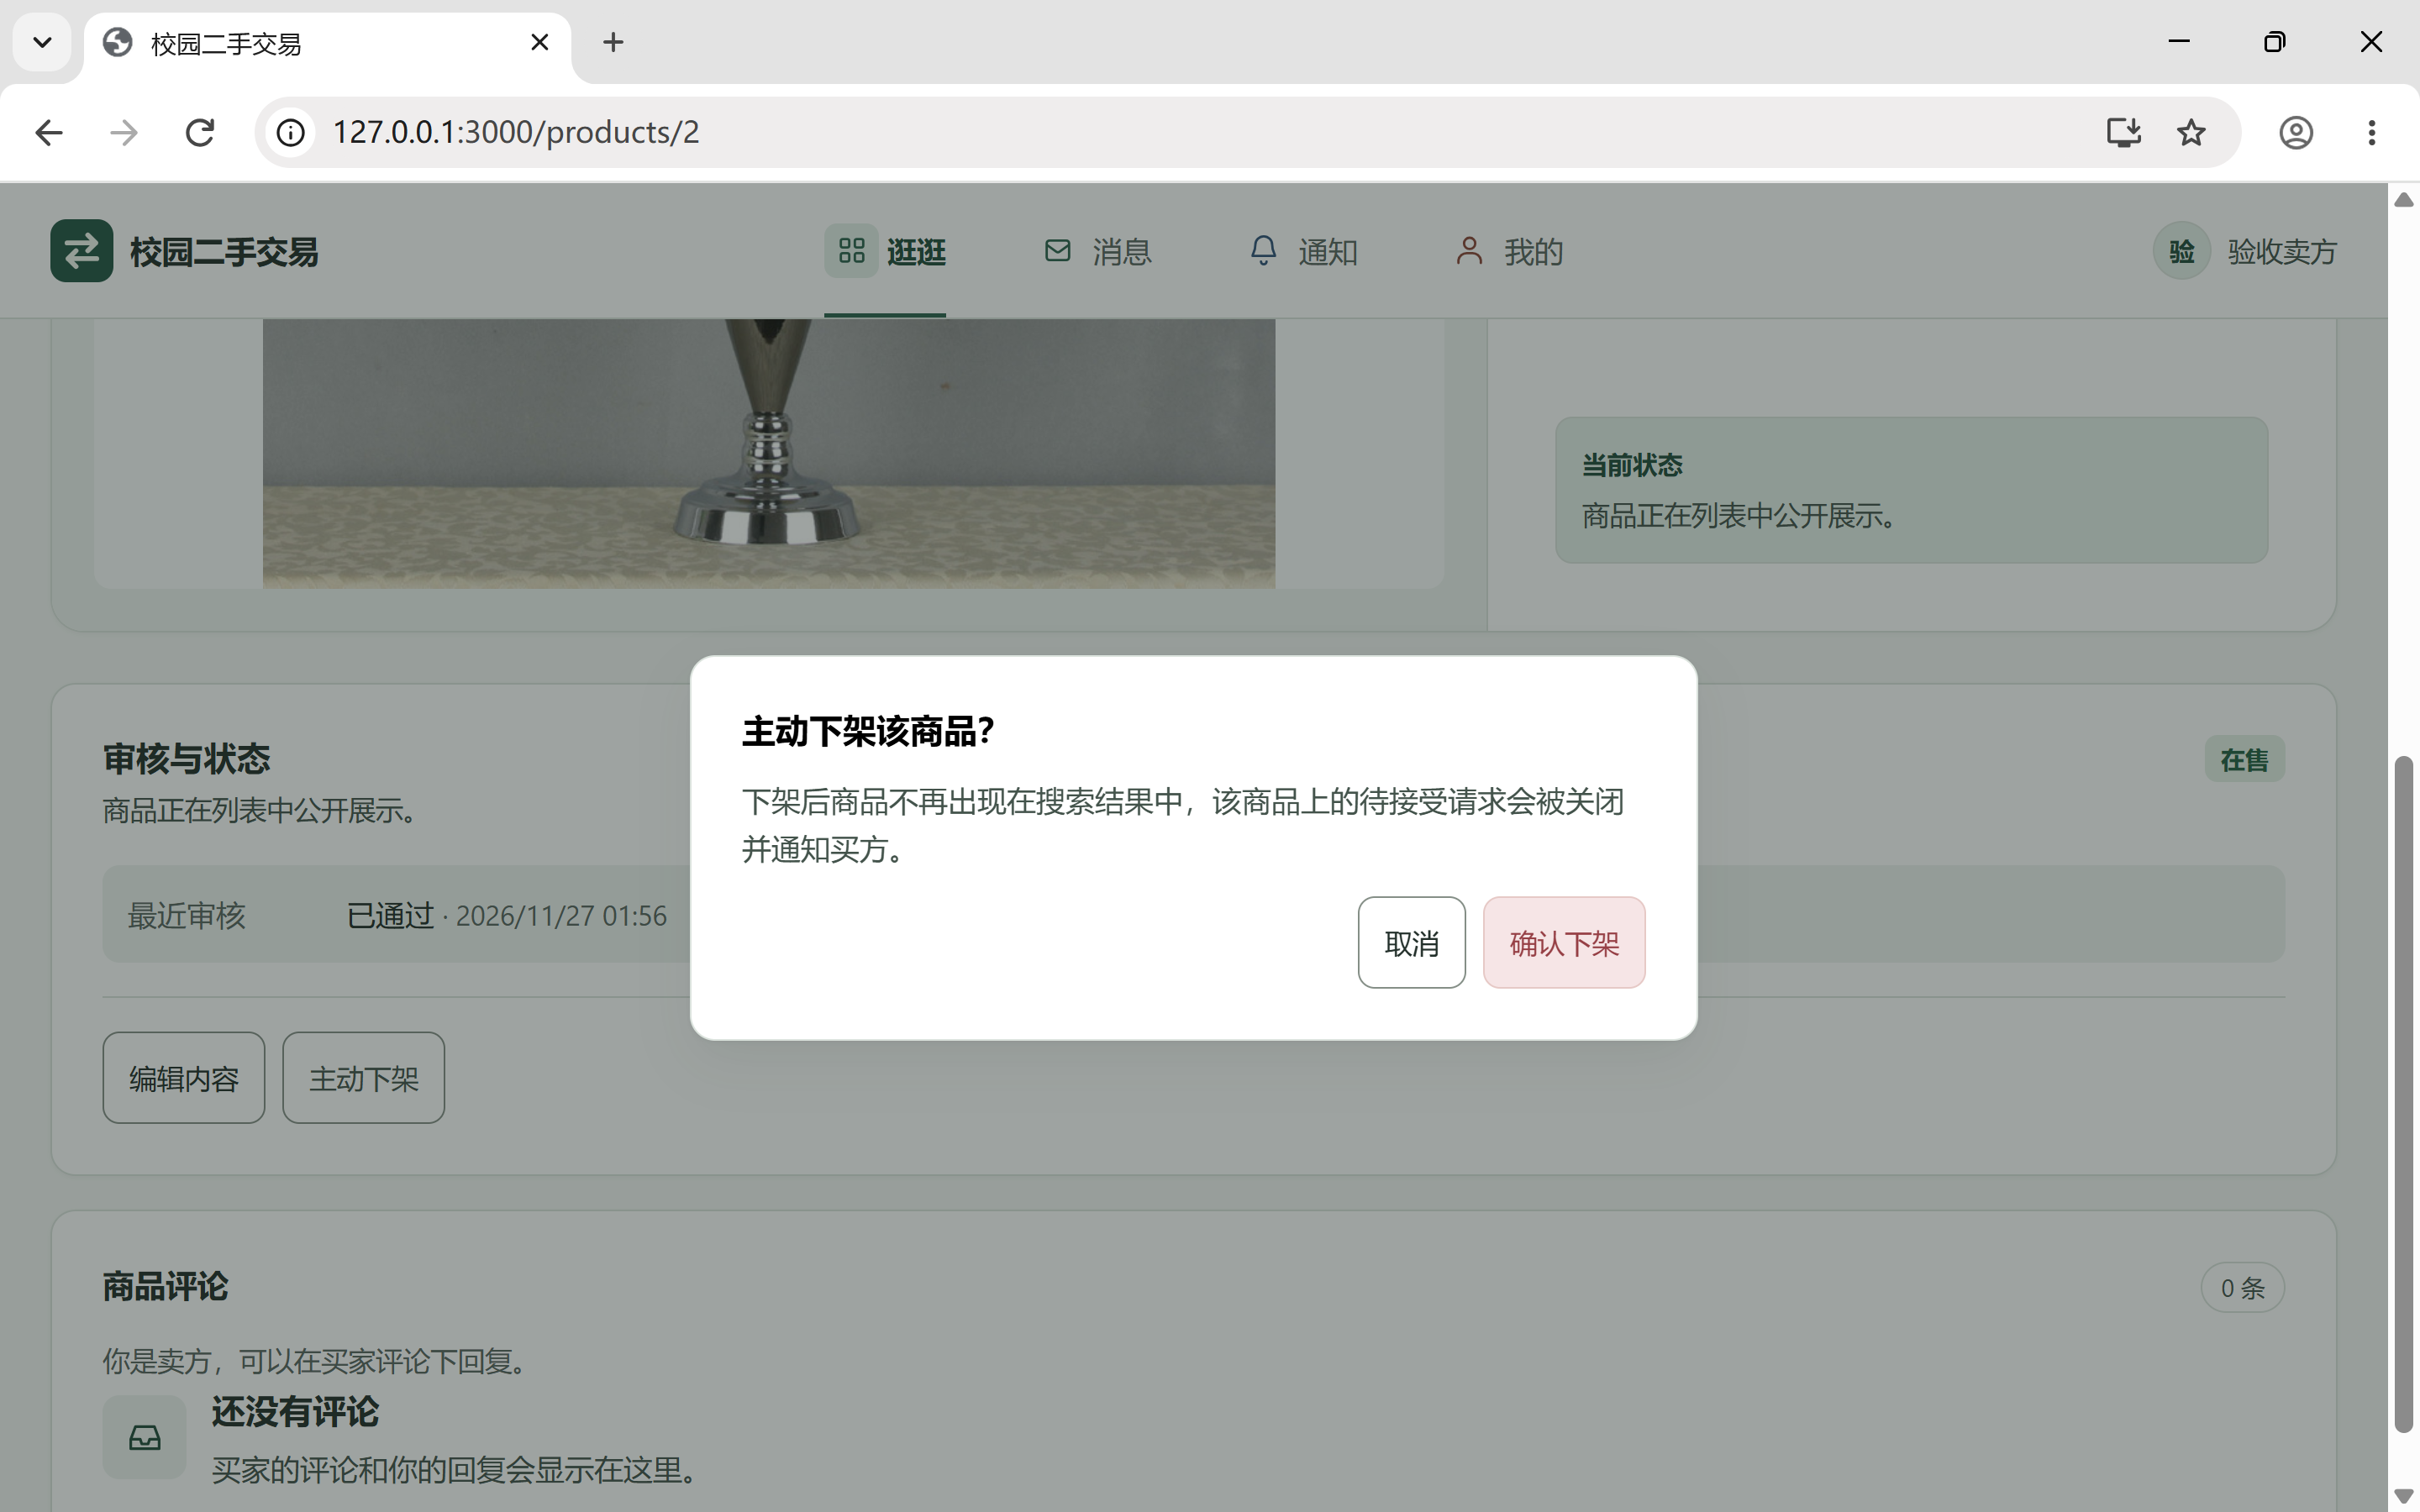 校园二手交易
127.0.0.1:3000/products/2
校园二手交易
逛逛
消息
通知
我的
验
验收卖方
当前状态
商品正在列表中公开展示。
审核与状态
商品正在列表中公开展示。
在售
最近审核
已通过 · 2026/11/27 01:56
编辑内容
主动下架
主动下架该商品？
下架后商品不再出现在搜索结果中，该商品上的待接受请求会被关闭
并通知买方。
取消
确认下架
商品评论
0 条
你是卖方，可以在买家评论下回复。
还没有评论
买家的评论和你的回复会显示在这里。